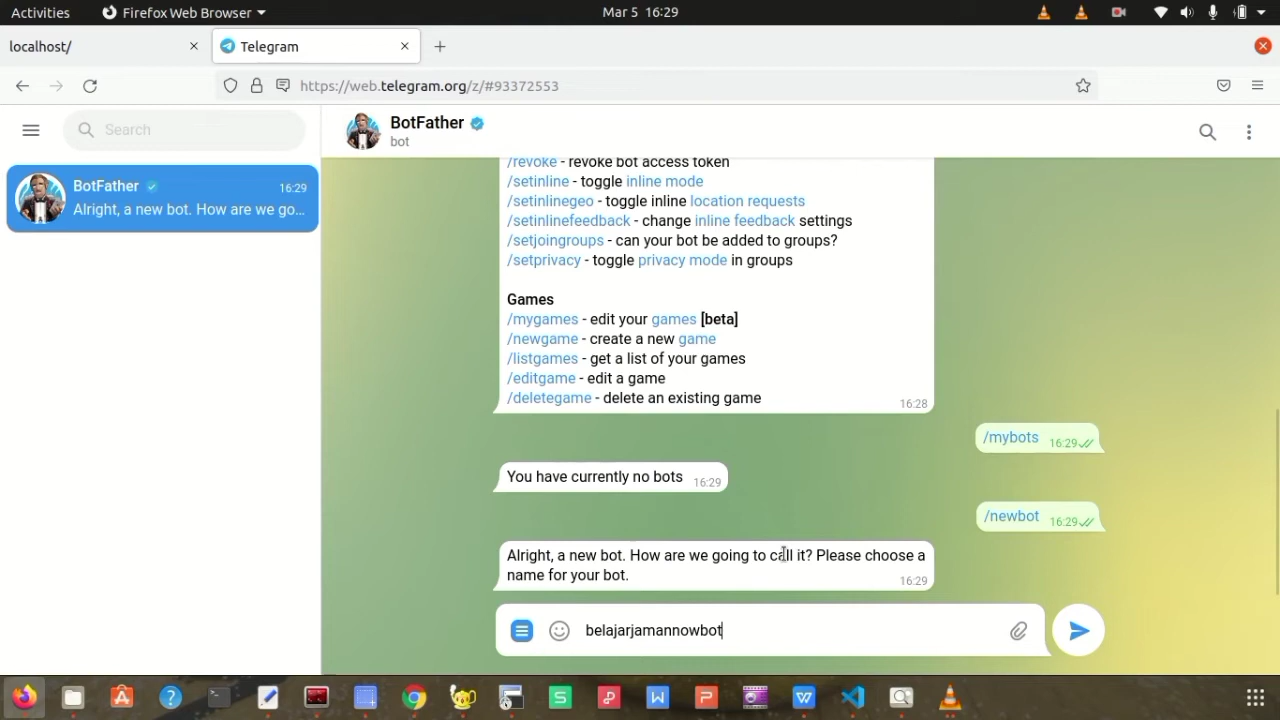 Activities
Firefox Web Browser
Mar 5 16:29
localhost/
Telegram
https://web.telegram.org/z/#93372553
Search
BotFather
bot
BotFather
16:29
Alright, a new bot. How are we go...
/revoke - revoke bot access token
/setinline - toggle inline mode
/setinlinegeo - toggle inline location requests
/setinlinefeedback - change inline feedback settings
/setjoingroups - can your bot be added to groups?
/setprivacy - toggle privacy mode in groups
Games
/mygames - edit your games [beta]
/newgame - create a new game
/listgames - get a list of your games
/editgame - edit a game
/deletegame - delete an existing game
16:28
/mybots 16:29
You have currently no bots 16:29
/newbot 16:29
Alright, a new bot. How are we going to call it? Please choose a
name for your bot.
16:29
belajarjamannowbot